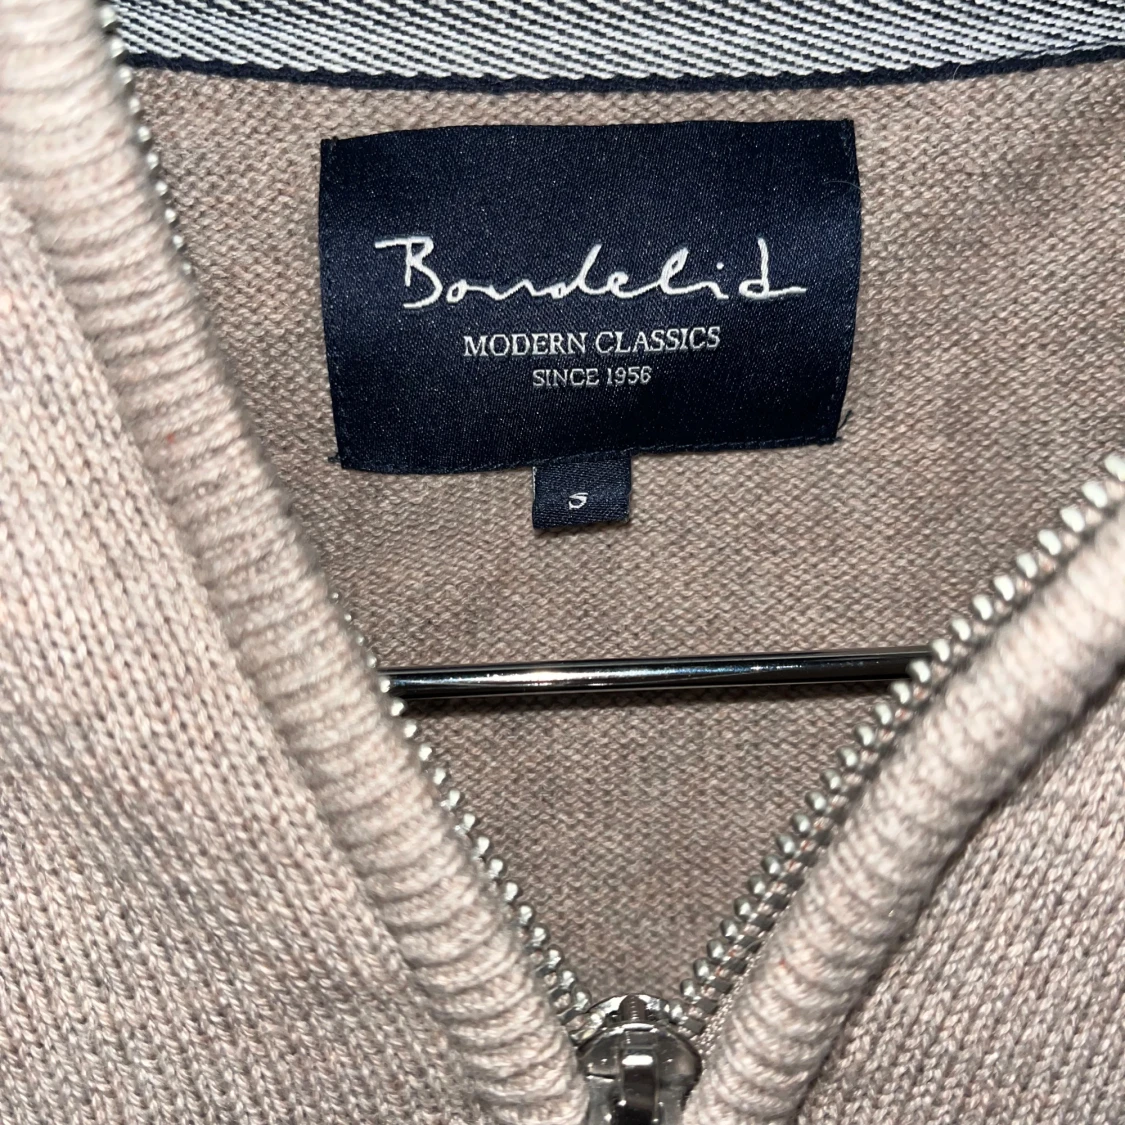 Bondelid
MODERN CLASSICS
SINCE 1956
S